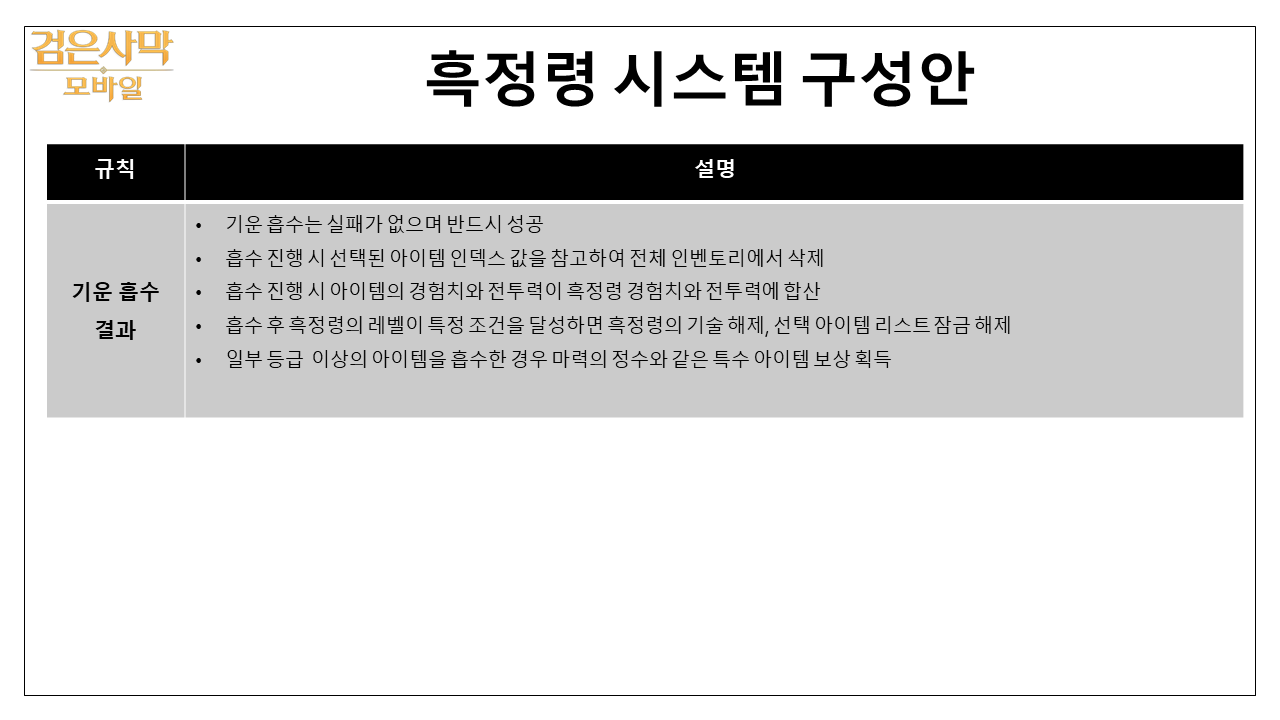 검은사막
모바일
흑정령 시스템 구성안
규칙
설명
기운 흡수
결과
• 기운 흡수는 실패가 없으며 반드시 성공
• 흡수 진행 시 선택된 아이템 인덱스 값을 참고하여 전체 인벤토리에서 삭제
• 흡수 진행 시 아이템의 경험치와 전투력이 흑정령 경험치와 전투력에 합산
• 흡수 후 흑정령의 레벨이 특정 조건을 달성하면 흑정령의 기술 해제, 선택 아이템 리스트 잠금 해제
• 일부 등급 이상의 아이템을 흡수한 경우 마력의 정수와 같은 특수 아이템 보상 획득